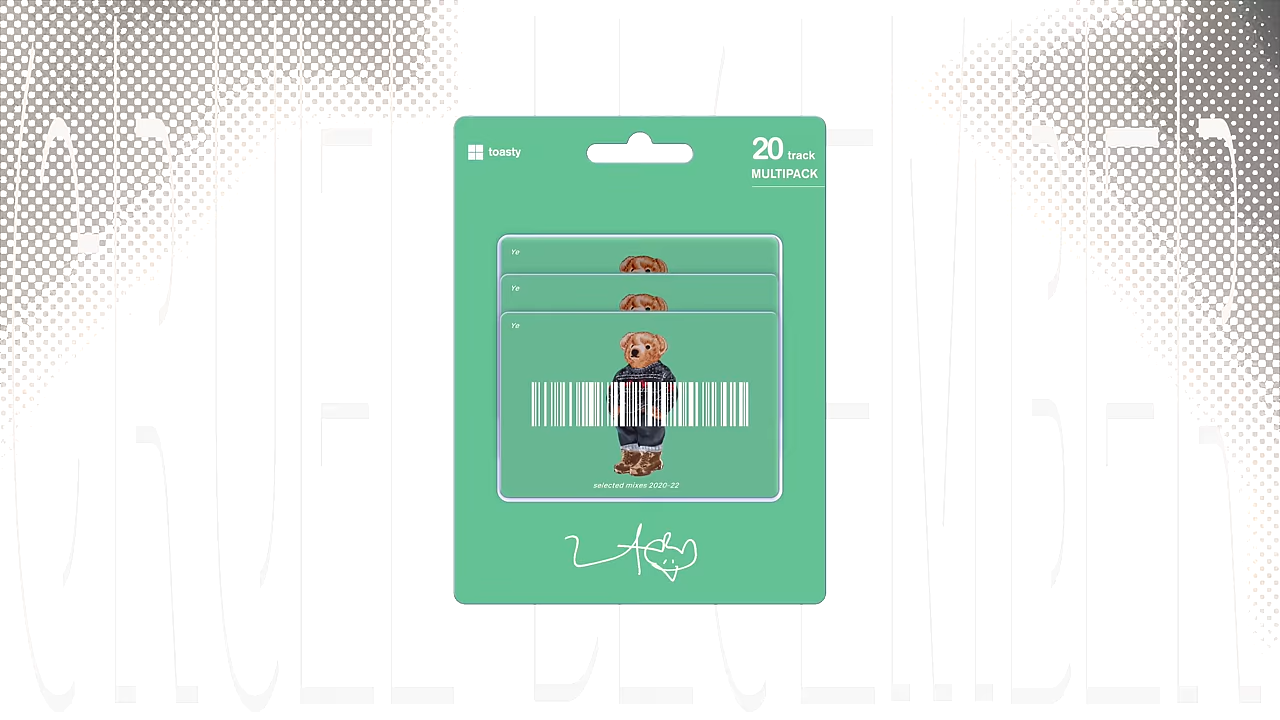 toasty
20 track
MULTIPACK
Ye
Ye
Ye
selected mixes 2020-22